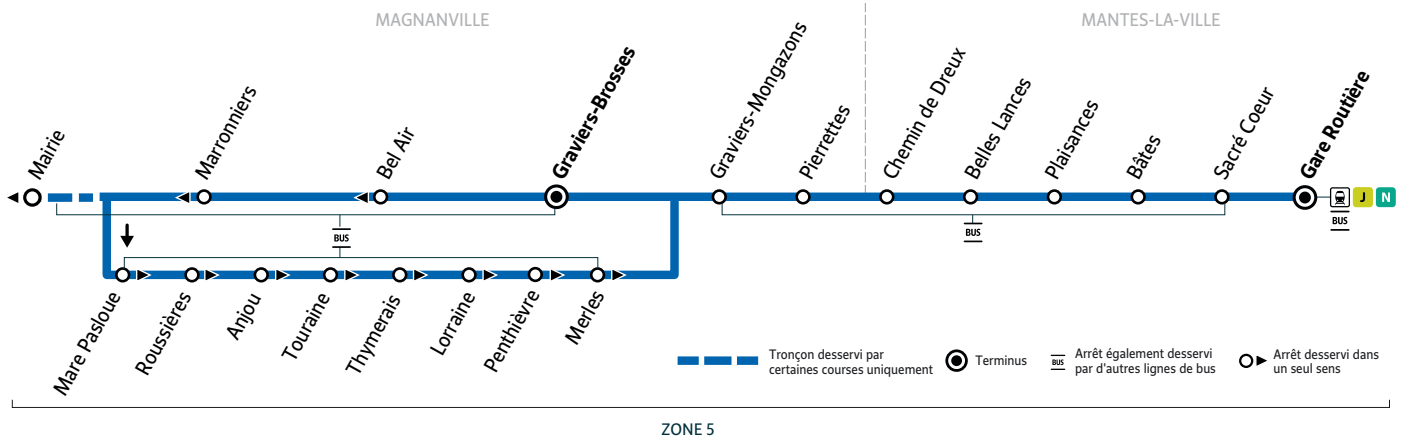 MAGNANVILLE
MANTES-LA-VILLE
Mairie
Marronniers
Bel Air
Graviers-Brosses
Graviers-Mongazons
Pierrettes
Chemin de Dreux
Belles Lances
Plaisances
Bâtes
Sacré Coeur
Gare Routière
J
N
BUS
BUS
BUS
Mare Pasloue
Roussières
Anjou
Touraine
Thymerais
Lorraine
Penthièvre
Merles
Tronçon desservi par
certaines courses uniquement
Terminus
BUS
Arrêt également desservi
par d'autres lignes de bus
Arrêt desservi dans
un seul sens
ZONE 5